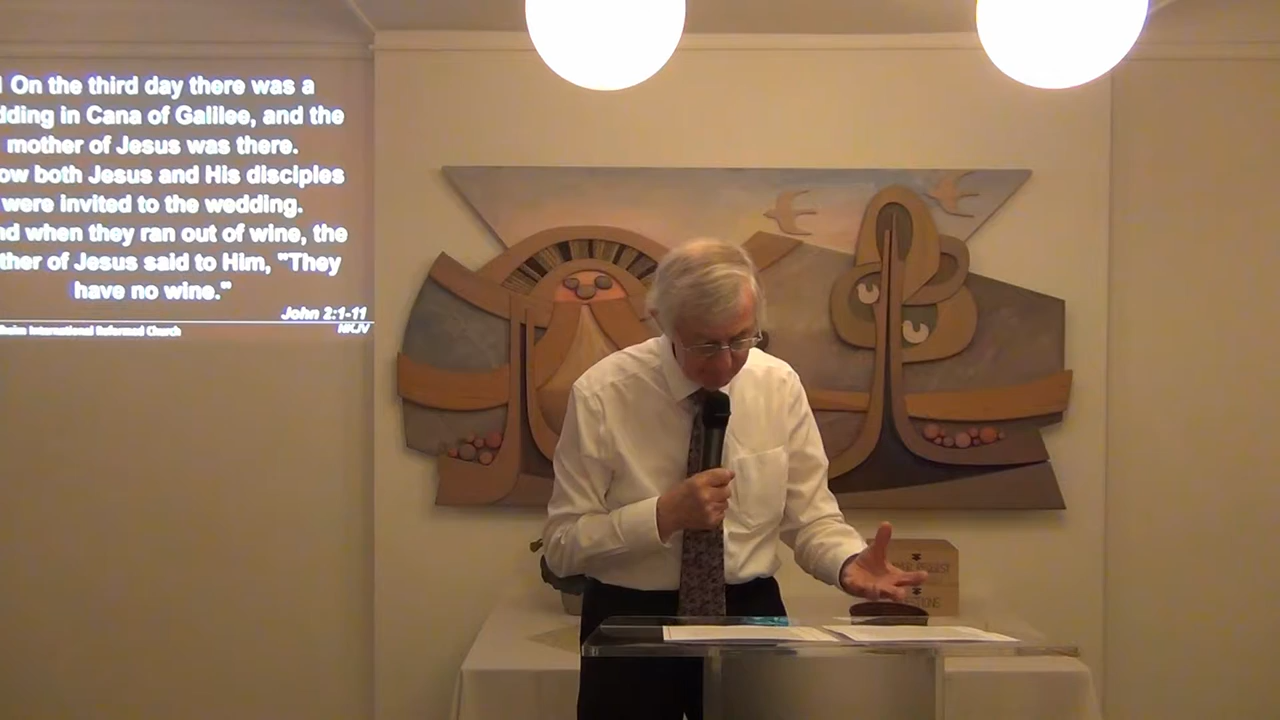 On the third day there was a
dding in Cana of Galilee, and the
mother of Jesus was there.
ow both Jesus and His disciples
were invited to the wedding.
nd when they ran out of wine, the
ther of Jesus said to Him, "They
have no wine."
John 2:1-11
NKJV
International Reformed Church